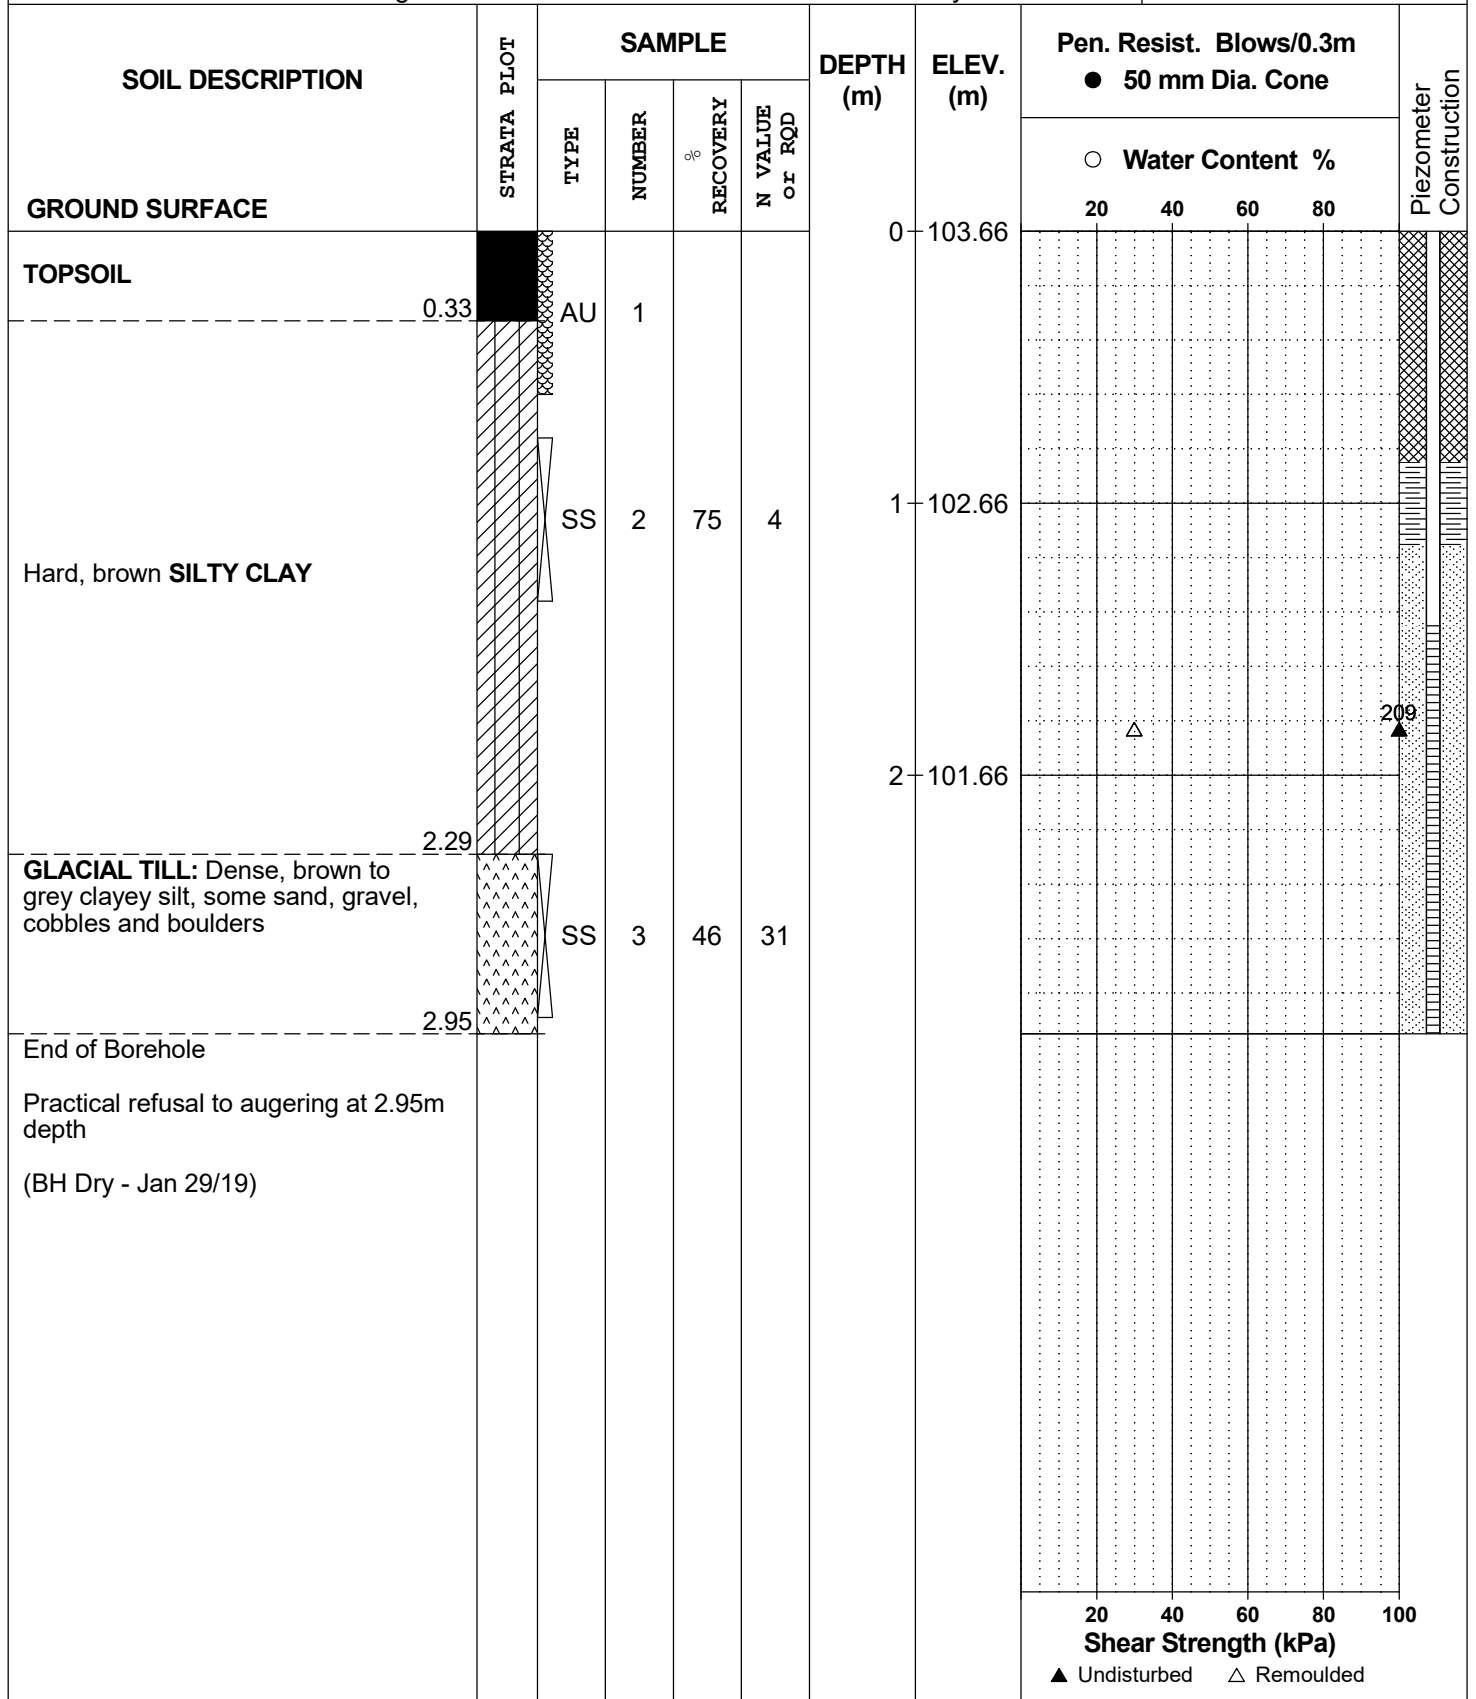 SOIL DESCRIPTION
GROUND SURFACE
STRATA PLOT
SAMPLE
TYPE
NUMBER
%
RECOVERY
N VALUE
or RQD
DEPTH
(m)
ELEV.
(m)
Pen. Resist. Blows/0.3m
● 50 mm Dia. Cone
○ Water Content %
20 40 60 80
Piezometer
Construction
0 103.66
TOPSOIL
0.33
AU 1
1 102.66
SS 2 75 4
Hard, brown SILTY CLAY
209
2 101.66
2.29
GLACIAL TILL: Dense, brown to
grey clayey silt, some sand, gravel,
cobbles and boulders
SS 3 46 31
2.95
End of Borehole
Practical refusal to augering at 2.95m
depth
(BH Dry - Jan 29/19)
20 40 60 80 100
Shear Strength (kPa)
▲ Undisturbed △ Remoulded